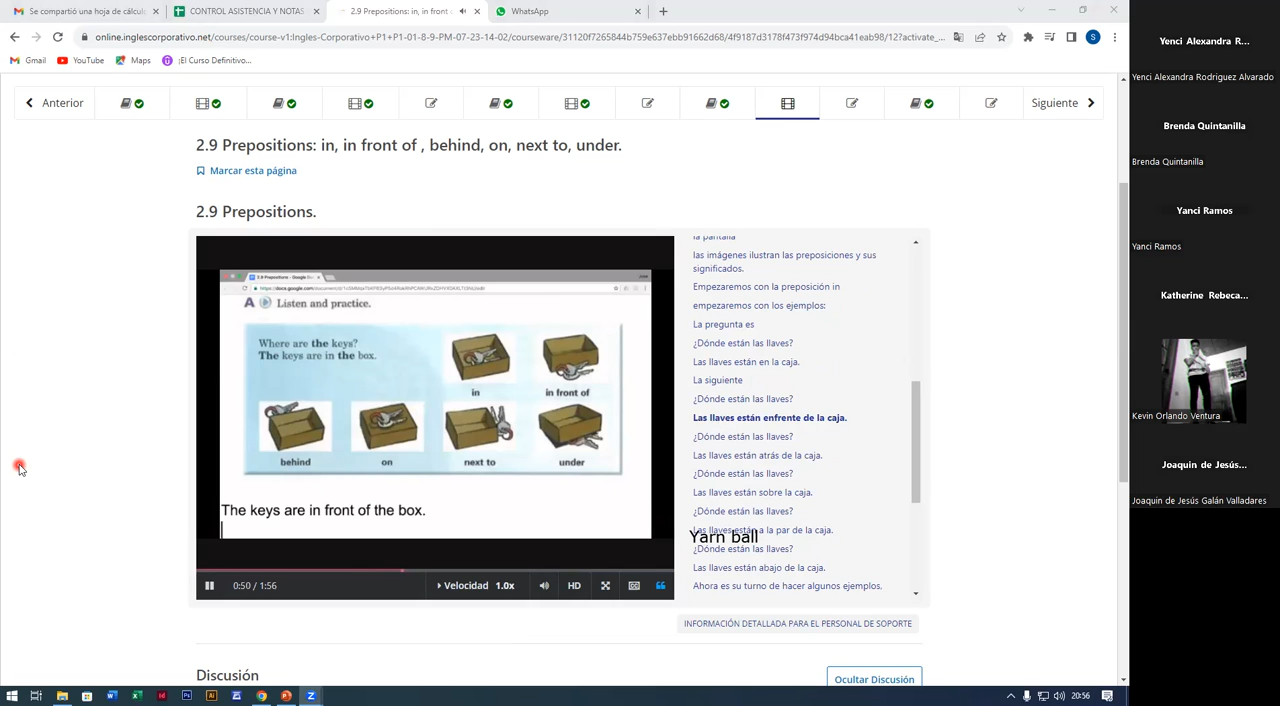 Se compartió una hoja de cálcul
CONTROL ASISTENCIA Y NOTAS
2.9 Prepositions: in, in front of
WhatsApp
online.inglescorporativo.net/courses/course-v1:Ingles-Corporativo+P1+P1-01-8-9-PM-07-23-14-02/courseware/31120f7265844b759e637ebb91662d68/4f9187d3178f473f974d94bca41eab98/12?activate_...
S
Gmail
YouTube
Maps
¡El Curso Definitivo...
Anterior
Siguiente
2.9 Prepositions: in, in front of , behind, on, next to, under.
Marcar esta página
2.9 Prepositions.
A Listen and practice.
Where are the keys?
The keys are in the box.
in
in front of
behind
on
next to
under
The keys are in front of the box.
0:50 / 1:56
Velocidad 1.0x
HD
la pantalla
las imágenes ilustran las preposiciones y sus
significados.
Empezaremos con la preposición in
empezaremos con los ejemplos:
La pregunta es
¿Dónde están las llaves?
Las llaves están en la caja.
La siguiente
¿Dónde están las llaves?
Las llaves están enfrente de la caja.
¿Dónde están las llaves?
Las llaves están atrás de la caja.
¿Dónde están las llaves?
Las llaves están sobre la caja.
¿Dónde están las llaves?
Las llaves están a la par de la caja.
Yarn ball
¿Dónde están las llaves?
Las llaves están abajo de la caja.
Ahora es su turno de hacer algunos ejemplos.
INFORMACIÓN DETALLADA PARA EL PERSONAL DE SOPORTE
Discusión
Ocultar Discusión
Yenci Alexandra R...
Yenci Alexandra Rodriguez Alvarado
Brenda Quintanilla
Brenda Quintanilla
Yanci Ramos
Yanci Ramos
Katherine Rebeca...
Kevin Orlando Ventura
Joaquin de Jesús...
Joaquin de Jesús Galán Valladares
20:56